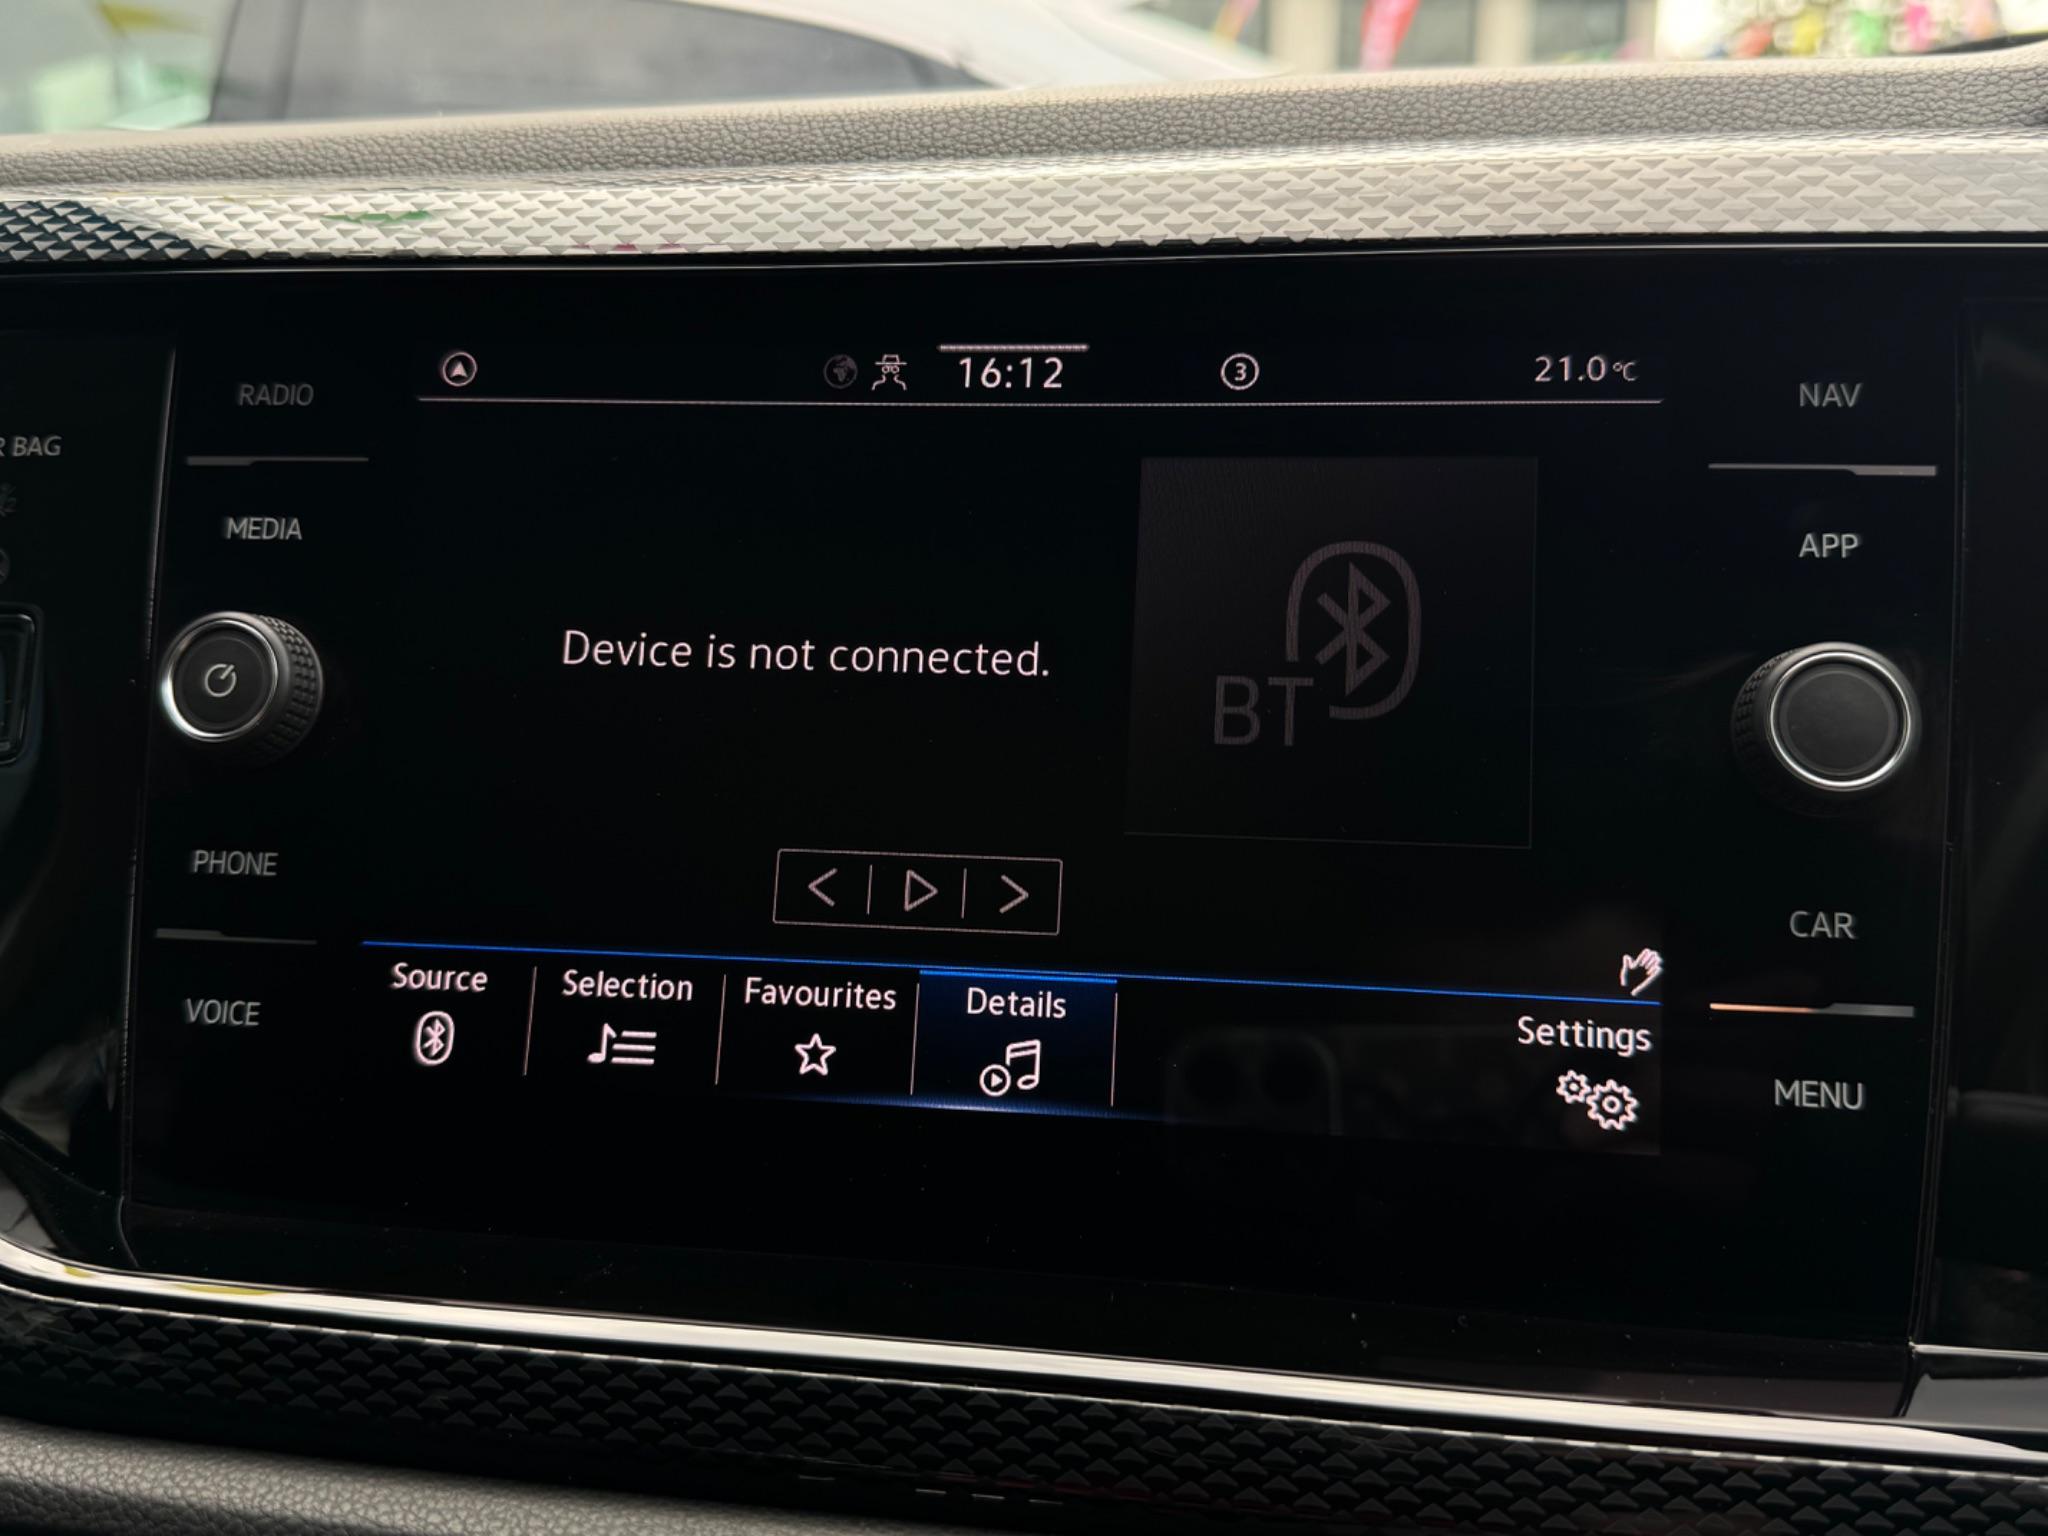 16:12
3
21.0°C
RADIO
NAV
R BAG
MEDIA
APP
Device is not connected.
BT
PHONE
CAR
VOICE
Source
Selection
Favourites
Details
Settings
MENU